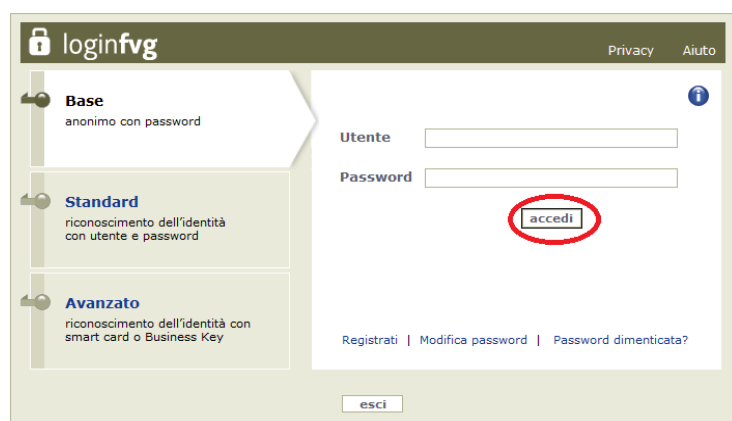 loginfvg
Privacy Aiuto
Base
anonimo con password
Standard
riconoscimento dell'identità
con utente e password
Avanzato
riconoscimento dell'identità con
smart card o Business Key
Utente
Password
accedi
Registrati | Modifica password | Password dimenticata?
esci